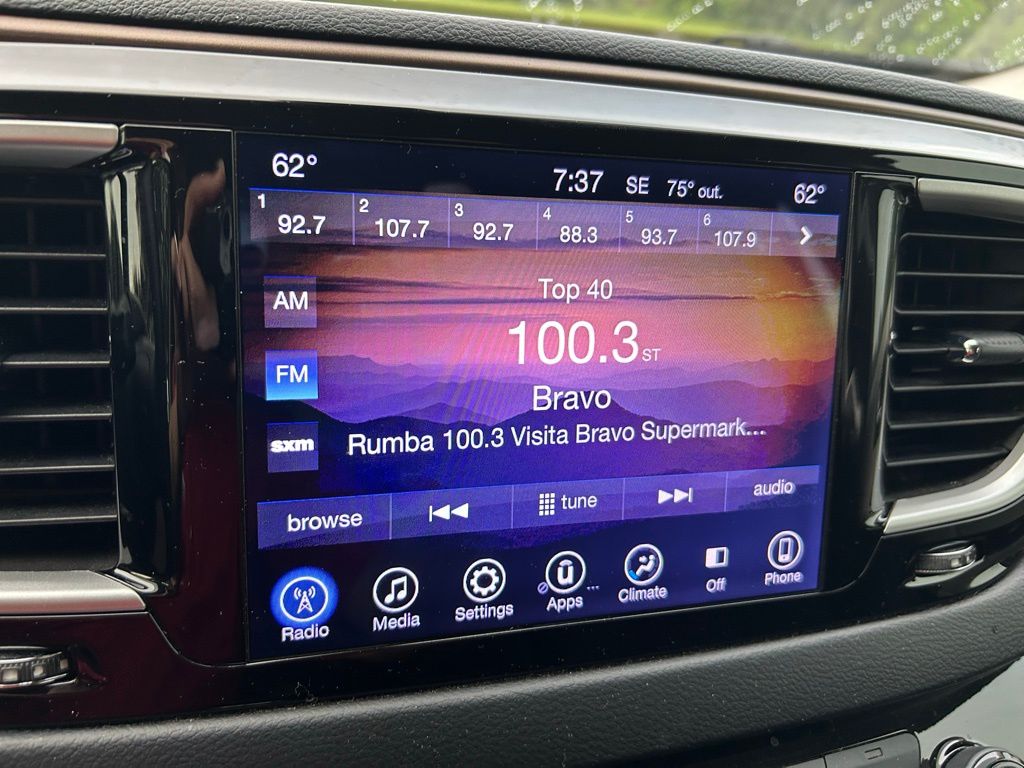 62° 7:37 SE 75° out. 62°
1 92.7 2 107.7 3 92.7 4 88.3 5 93.7 6 107.9
Top 40
AM
100.3 ST
FM
Bravo
sxm
Rumba 100.3 Visita Bravo Supermark...
browse tune audio
Radio Media Settings Apps ... Climate Off Phone